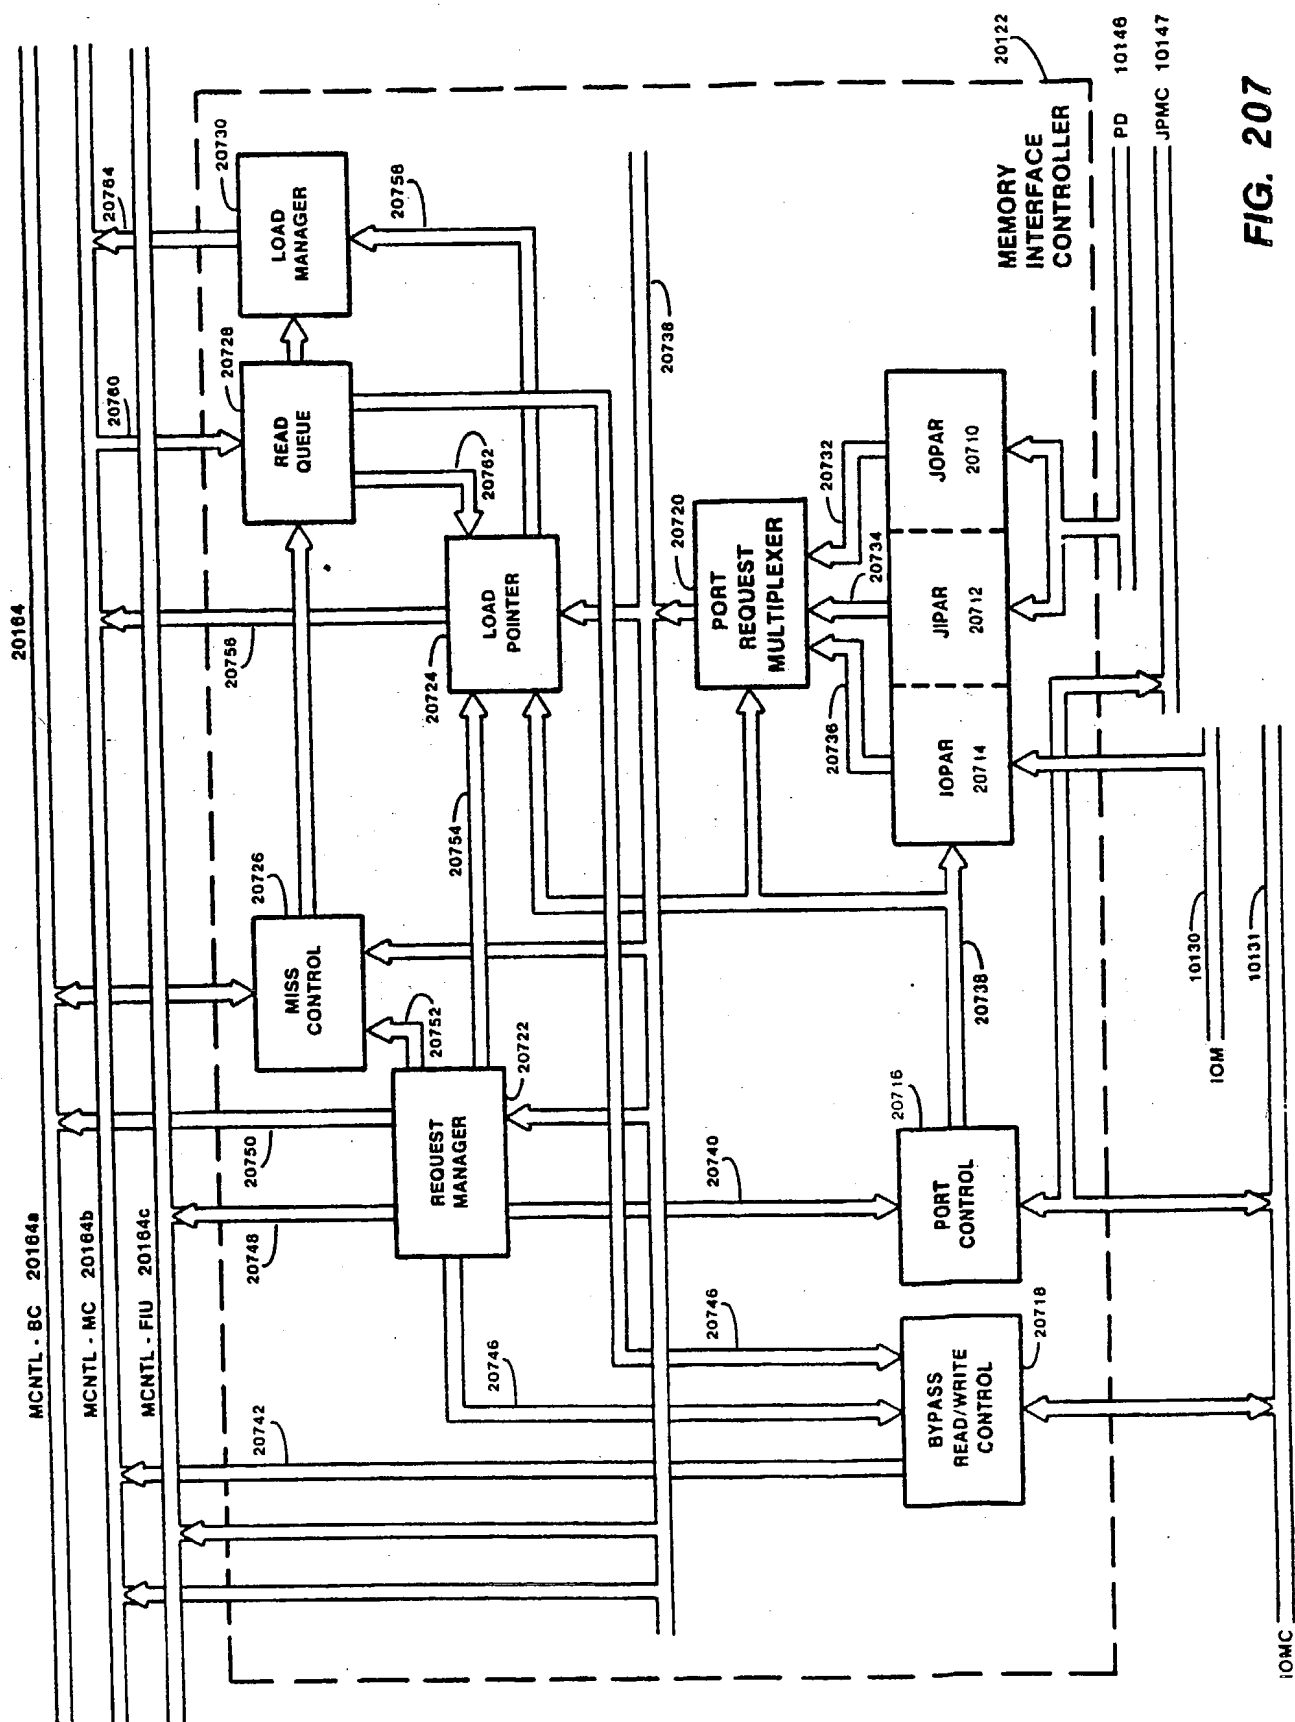 20164
MCNTL - BC 20164a
MCNTL - MC 20164b
MCNTL - FIU 20164c
20742
20748
20750
20756
20760
20764
20746
REQUEST
MANAGER
20722
20752
MISS
CONTROL
20726
20754
LOAD
POINTER
20724
20762
READ
QUEUE
20728
LOAD
MANAGER
20730
20758
20738
20746
20740
PORT
REQUEST
MULTIPLEXER
20720
20736
20734
20732
BYPASS
READ/WRITE
CONTROL
20718
PORT
CONTROL
20716
20738
IOPAR
20714
JIPAR
20712
JOPAR
20710
MEMORY
INTERFACE
CONTROLLER
20122
PD 10146
JPMC 10147
IOM
10130
IOMC
10131
FIG. 207